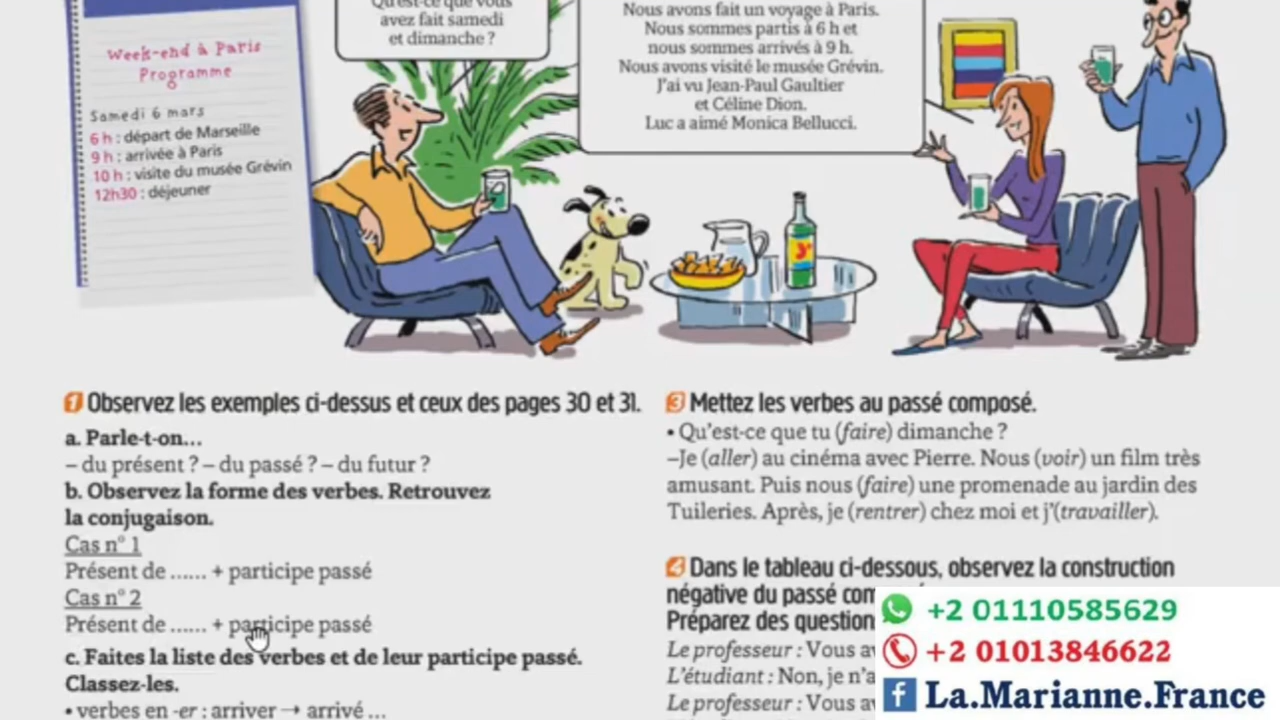 Qu'est-ce que vous
avez fait samedi
et dimanche ?
Nous avons fait un voyage à Paris.
Nous sommes partis à 6 h et
nous sommes arrivés à 9 h.
Nous avons visité le musée Grévin.
J'ai vu Jean-Paul Gaultier
et Céline Dion.
Luc a aimé Monica Bellucci.
Week-end à Paris
Programme
Samedi 6 mars
6 h : départ de Marseille
9 h : arrivée à Paris
10 h : visite du musée Grévin
12h30 : déjeuner
1 Observez les exemples ci-dessus et ceux des pages 30 et 31.
a. Parle-t-on...
– du présent ? – du passé ? – du futur ?
b. Observez la forme des verbes. Retrouvez
la conjugaison.
Cas n° 1
Présent de ...... + participe passé
Cas n° 2
Présent de ...... + participe passé
c. Faites la liste des verbes et de leur participe passé.
Classez-les.
• verbes en -er : arriver → arrivé ...
3 Mettez les verbes au passé composé.
• Qu'est-ce que tu (faire) dimanche ?
–Je (aller) au cinéma avec Pierre. Nous (voir) un film très
amusant. Puis nous (faire) une promenade au jardin des
Tuileries. Après, je (rentrer) chez moi et j'(travailler).
4 Dans le tableau ci-dessous, observez la construction
négative du passé com
Préparez des question
Le professeur : Vous av
L'étudiant : Non, je n'a
Le professeur : Vous av
+2 01110585629
+2 01013846622
f La.Marianne.France